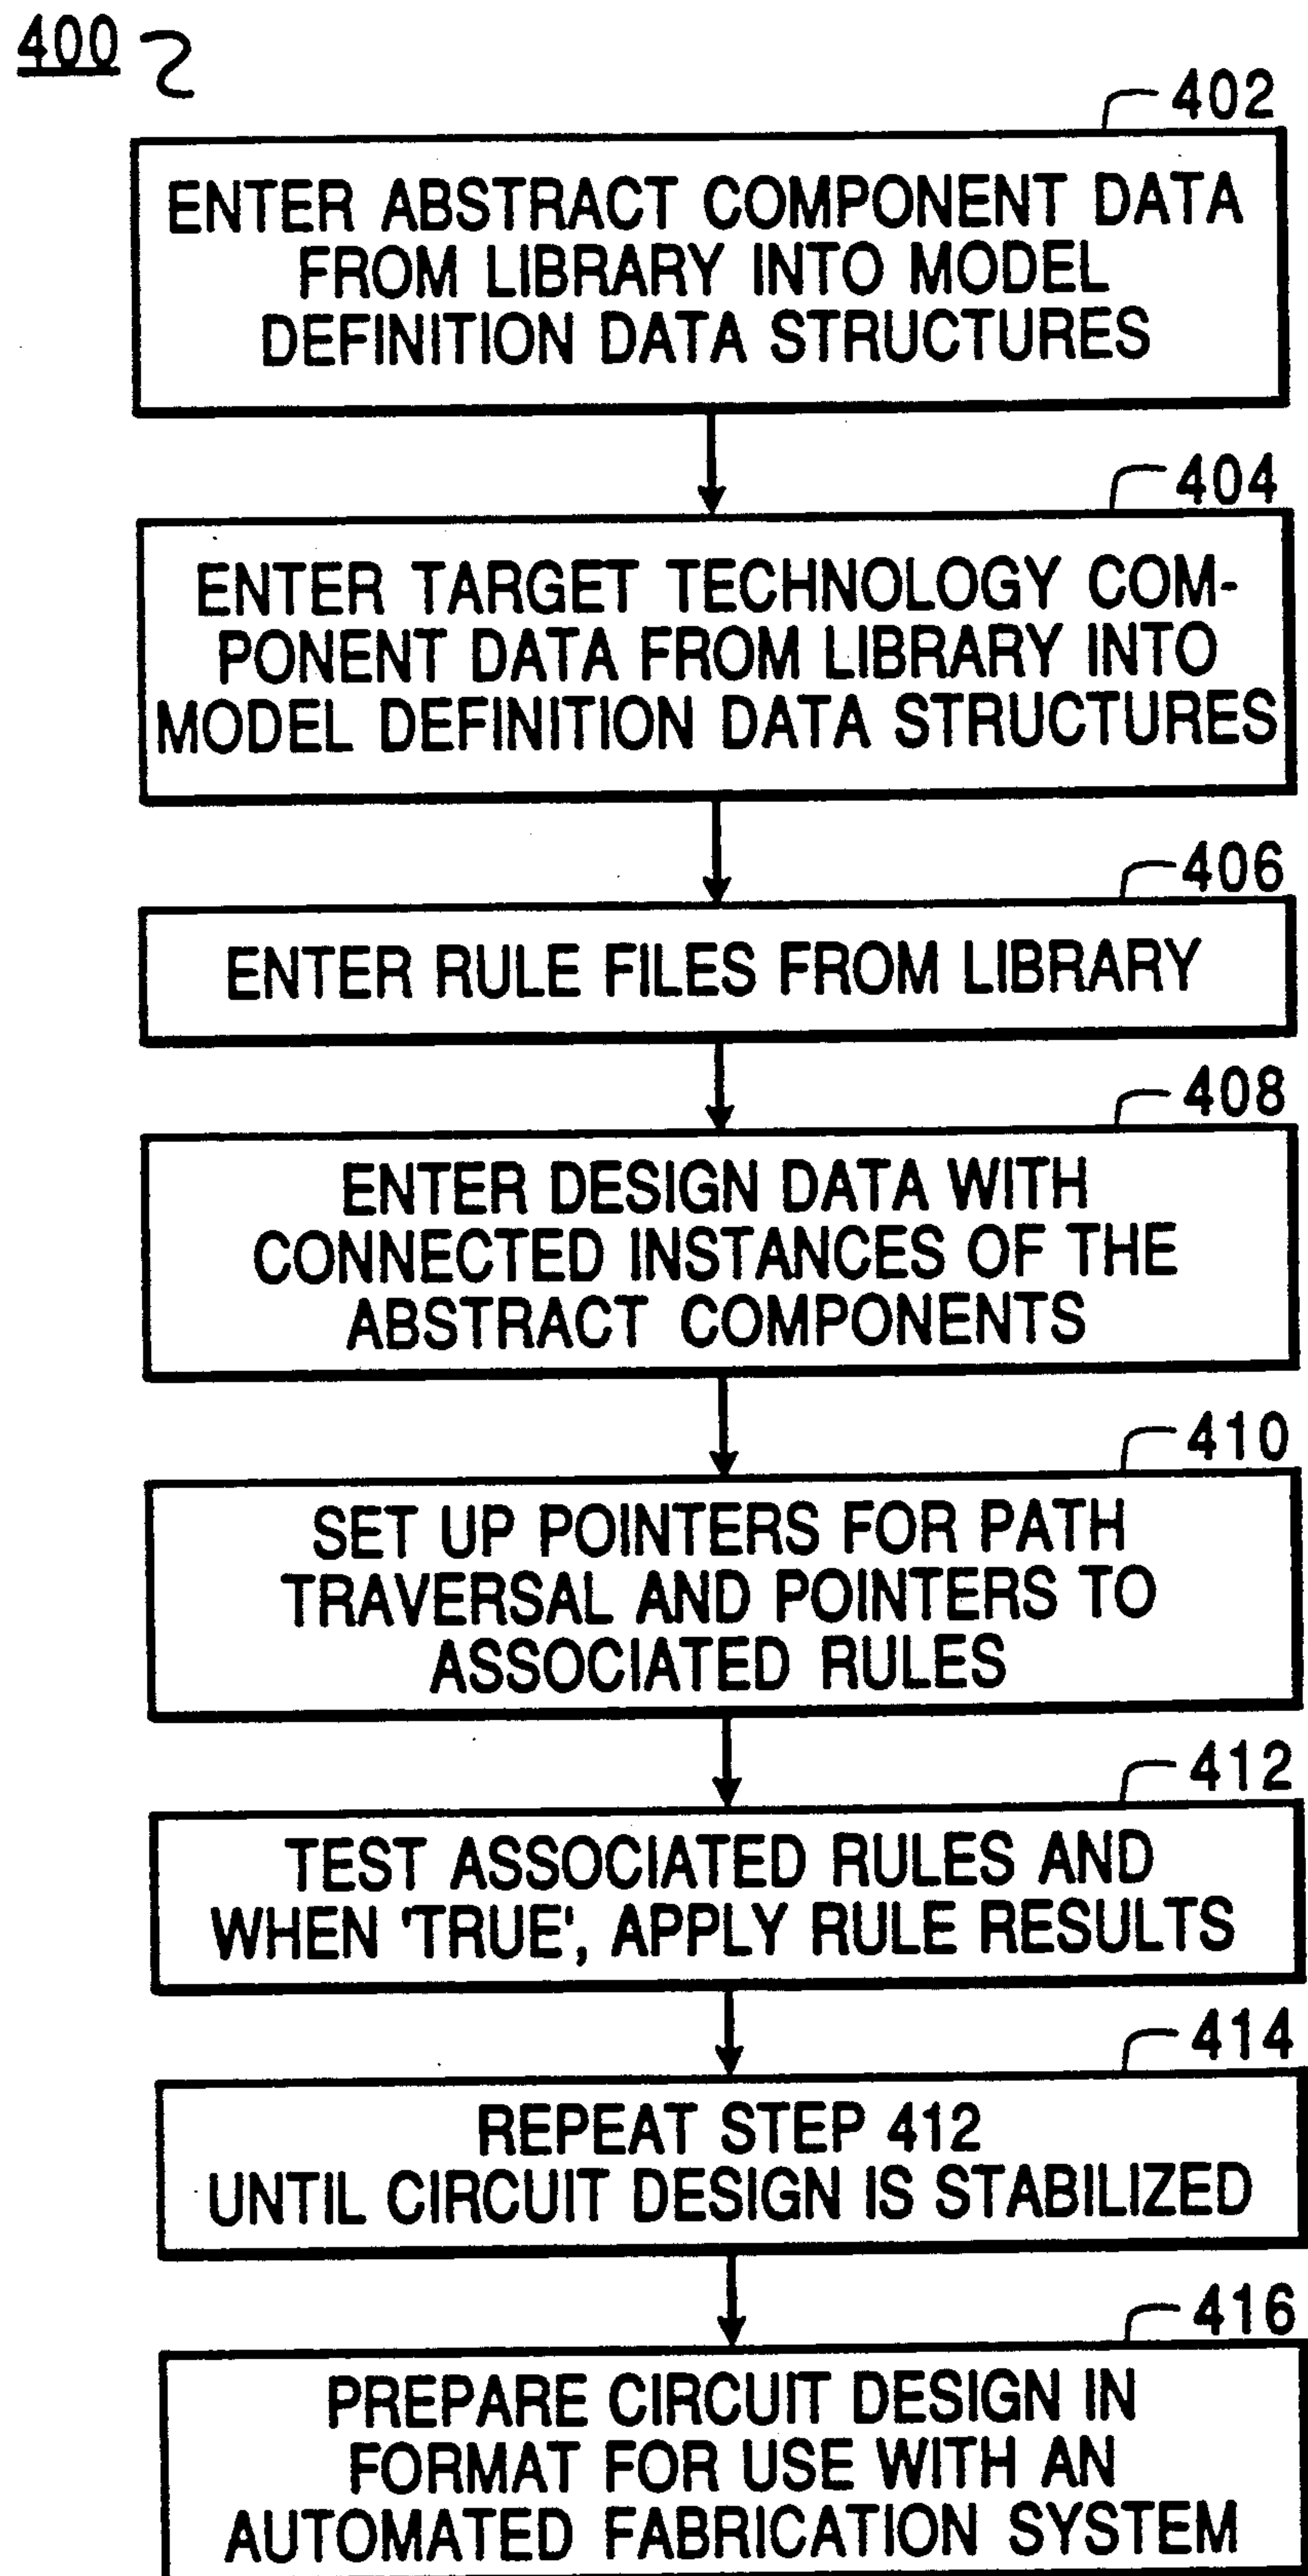 400
402
ENTER ABSTRACT COMPONENT DATA
FROM LIBRARY INTO MODEL
DEFINITION DATA STRUCTURES
404
ENTER TARGET TECHNOLOGY COM-
PONENT DATA FROM LIBRARY INTO
MODEL DEFINITION DATA STRUCTURES
406
ENTER RULE FILES FROM LIBRARY
408
ENTER DESIGN DATA WITH
CONNECTED INSTANCES OF THE
ABSTRACT COMPONENTS
410
SET UP POINTERS FOR PATH
TRAVERSAL AND POINTERS TO
ASSOCIATED RULES
412
TEST ASSOCIATED RULES AND
WHEN 'TRUE', APPLY RULE RESULTS
414
REPEAT STEP 412
UNTIL CIRCUIT DESIGN IS STABILIZED
416
PREPARE CIRCUIT DESIGN IN
FORMAT FOR USE WITH AN
AUTOMATED FABRICATION SYSTEM